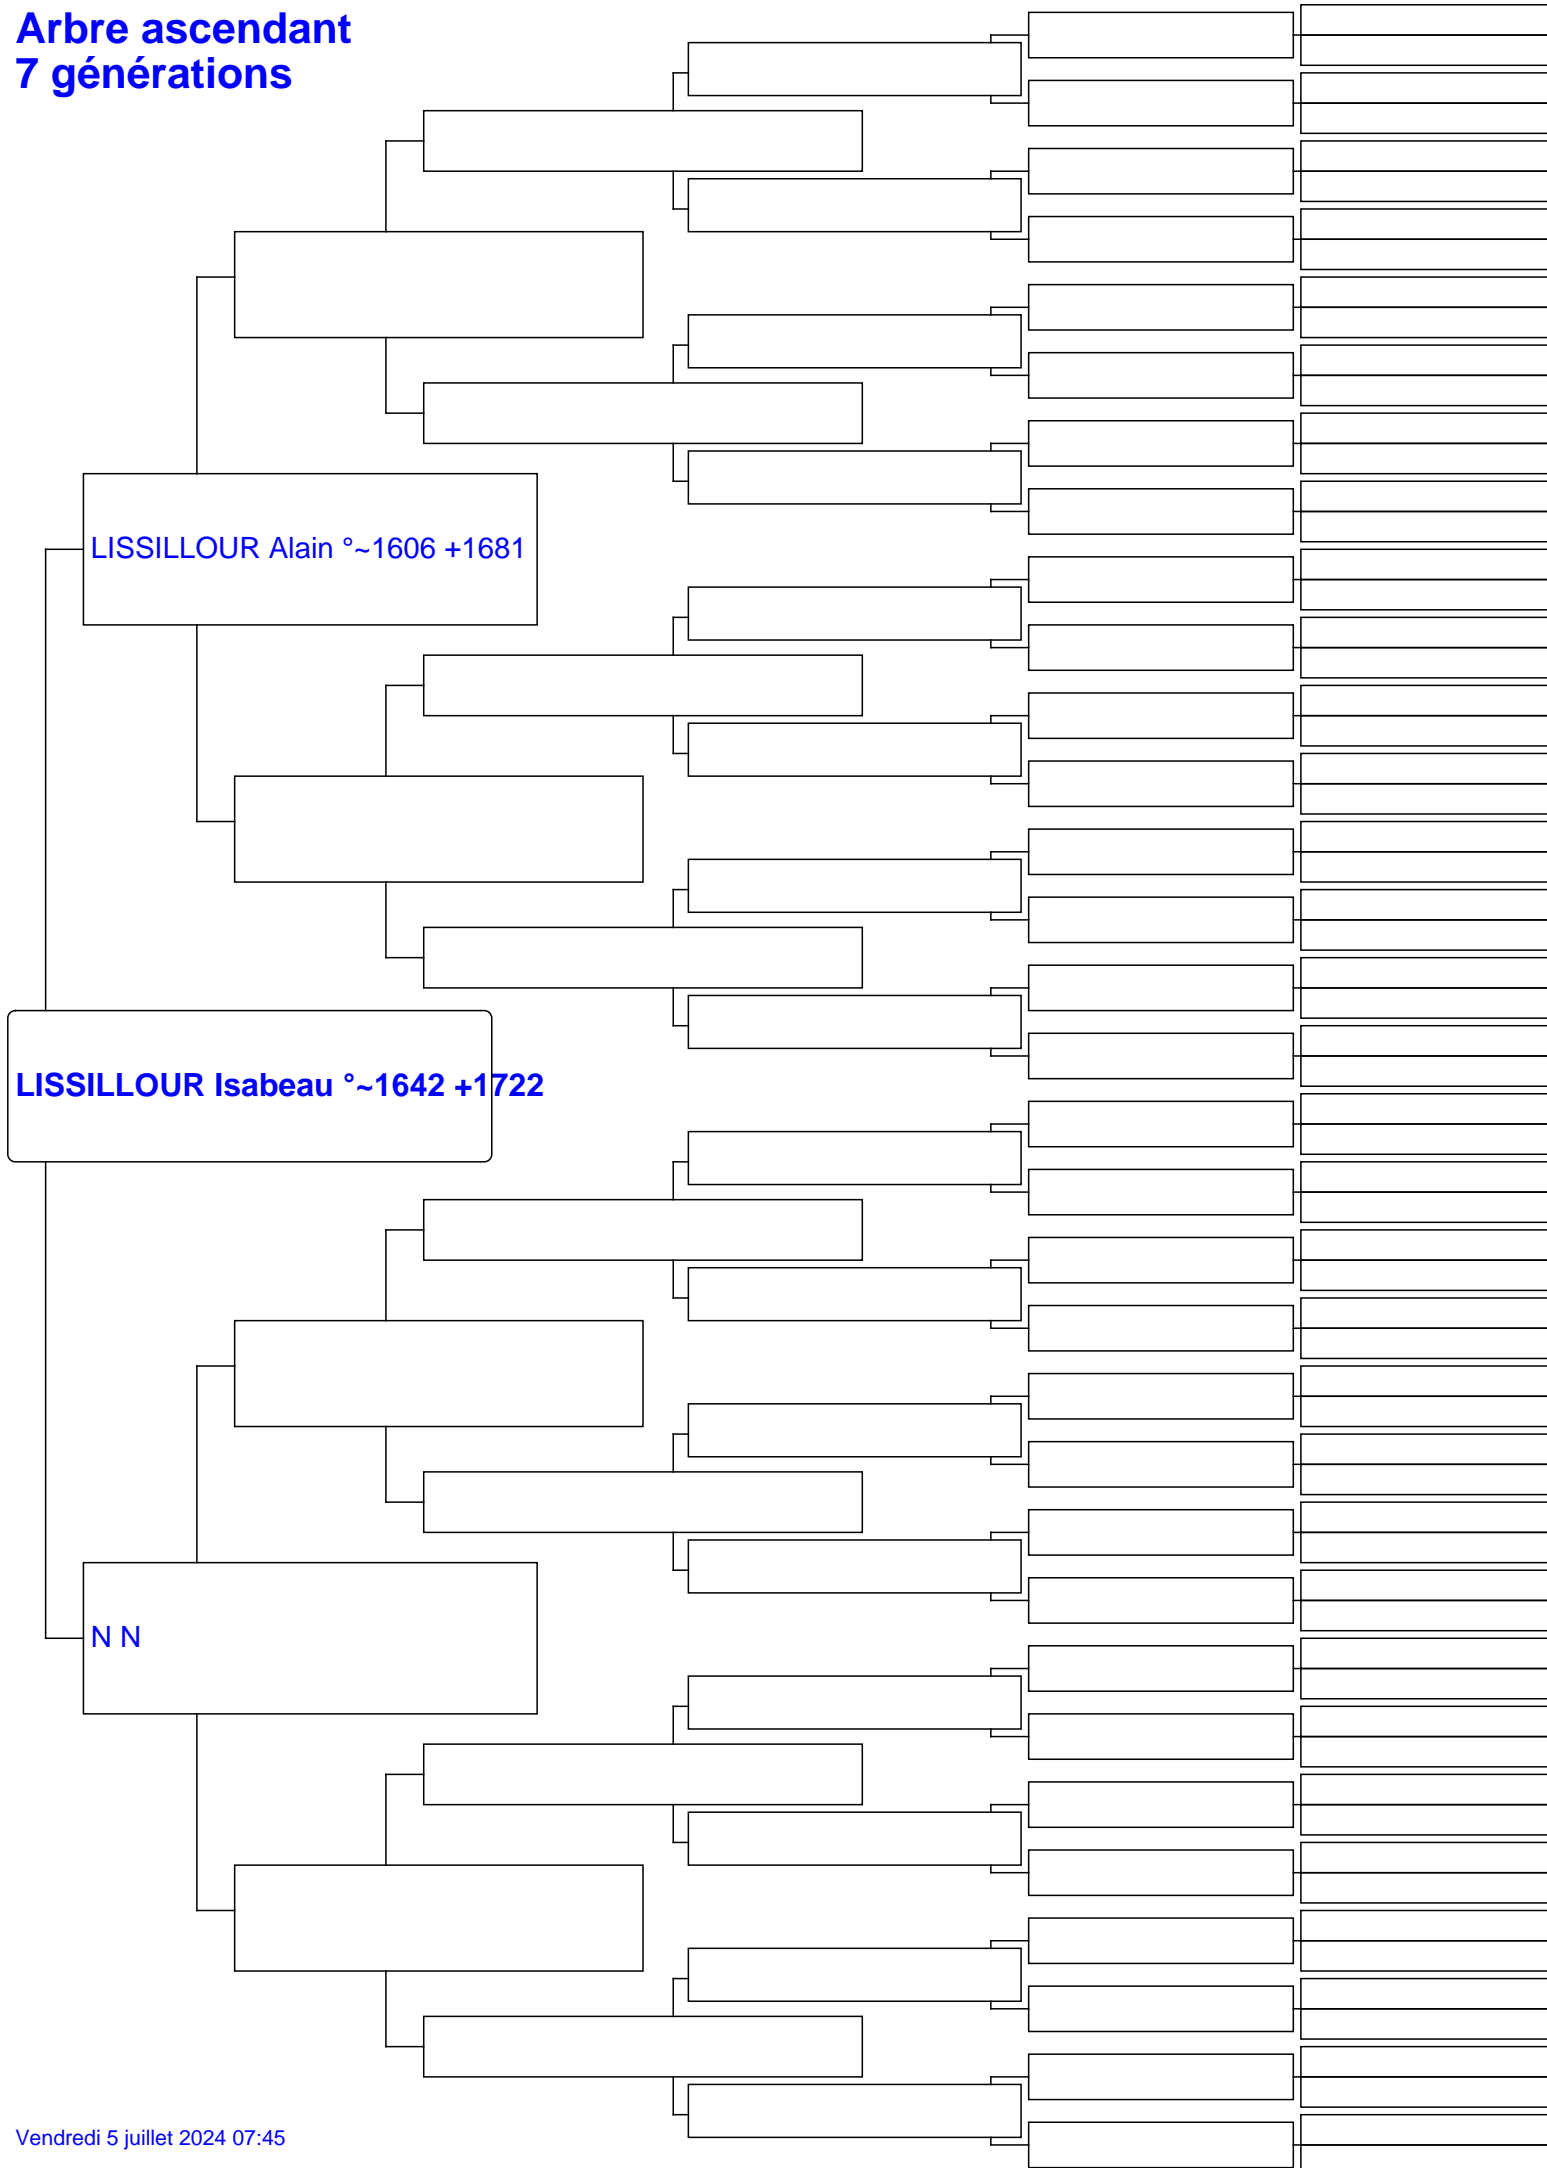 Arbre ascendant
7 générations
LISSILLOUR Alain °~1606 +1681
LISSILLOUR Isabeau °~1642 +1722
N N
Vendredi 5 juillet 2024 07:45